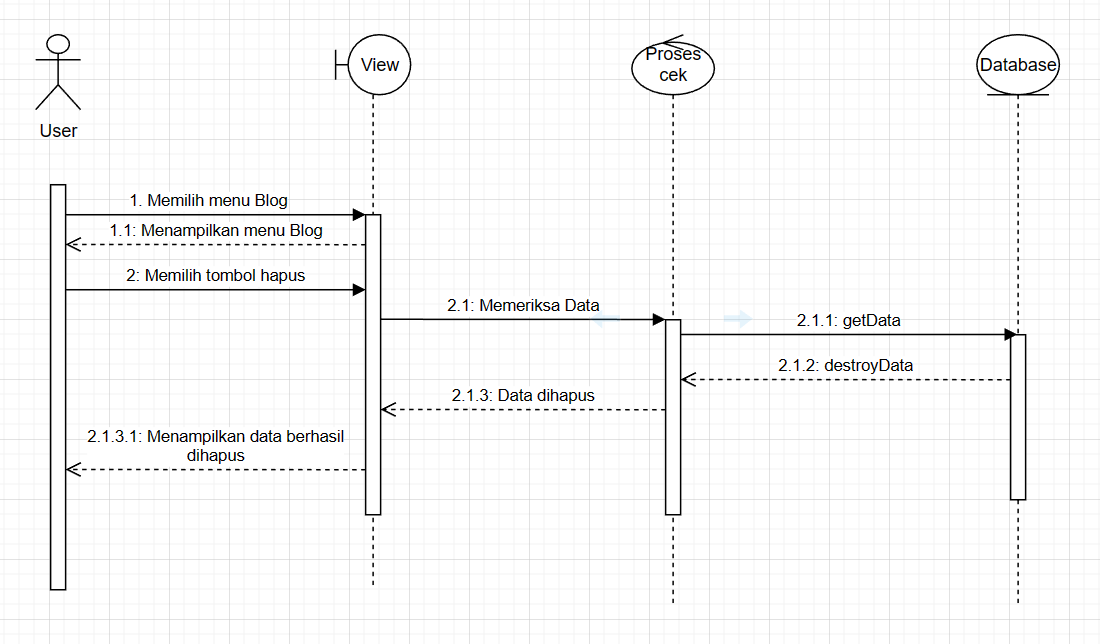 View
Proses
cek
Database
User
1. Memilih menu Blog
1.1: Menampilkan menu Blog
2: Memilih tombol hapus
2.1: Memeriksa Data
2.1.1: getData
2.1.2: destroyData
2.1.3: Data dihapus
2.1.3.1: Menampilkan data berhasil
dihapus